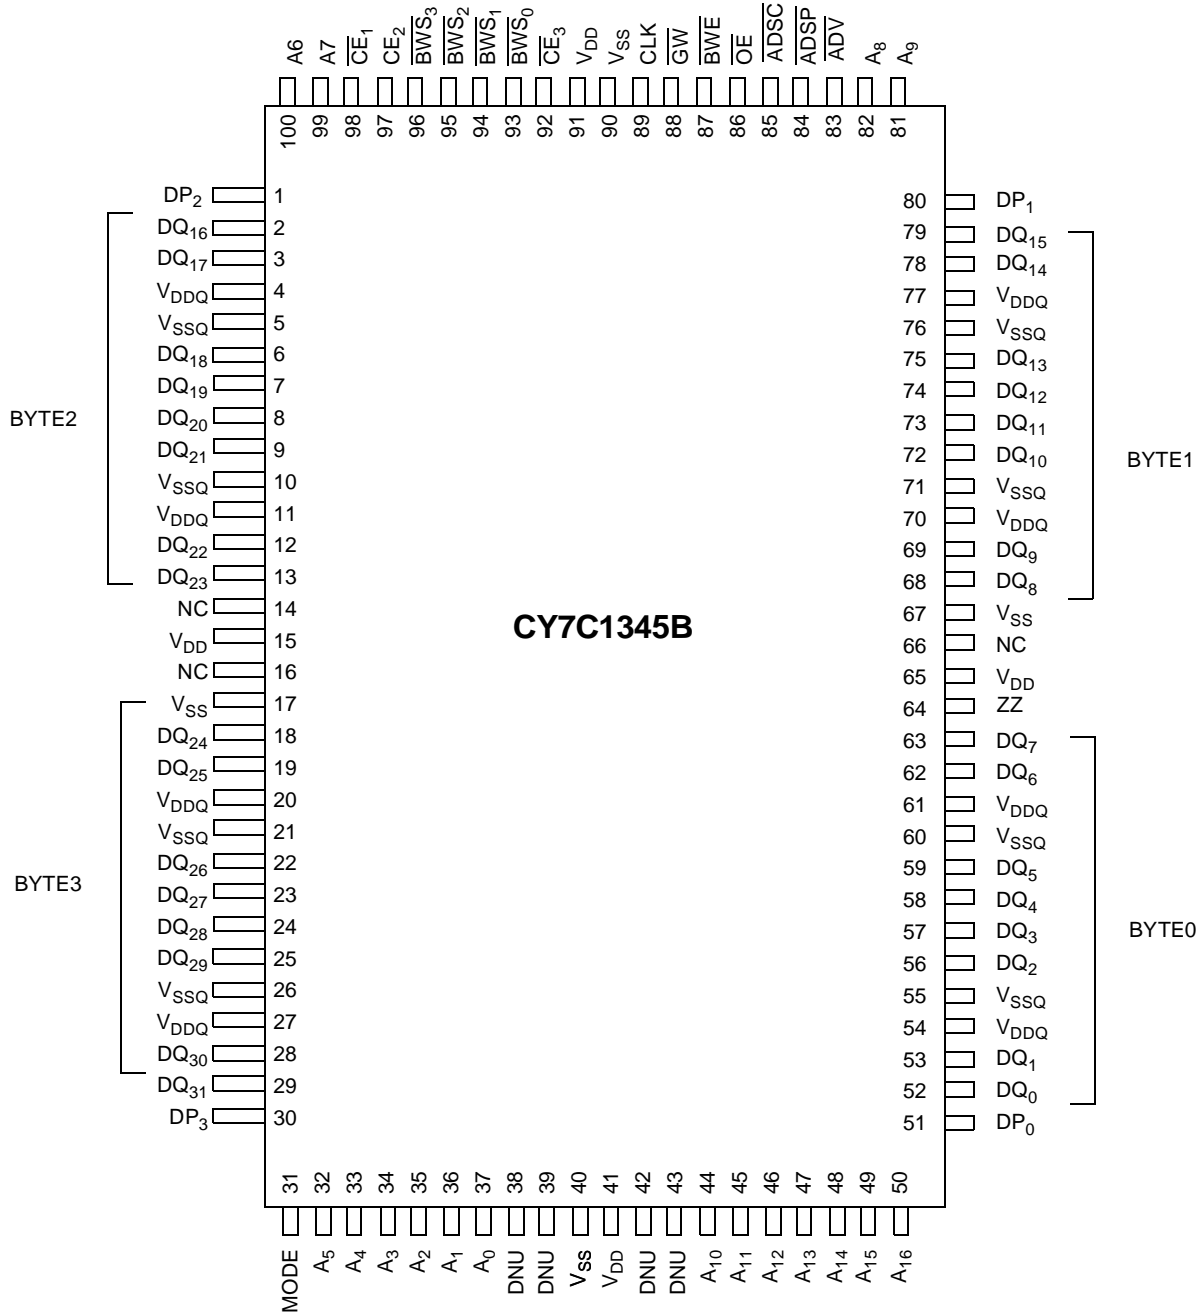 A6 A7 CE1 CE2 BWS3 BWS2 BWS1 BWS0 CE3 VDD VSS CLK GW BWE OE ADSC ADSP ADV A8 A9
100 99 98 97 96 95 94 93 92 91 90 89 88 87 86 85 84 83 82 81
DP2 1
DQ16 2
DQ17 3
VDDQ 4
VSSQ 5
DQ18 6
DQ19 7
DQ20 8
DQ21 9
VSSQ 10
VDDQ 11
DQ22 12
DQ23 13
BYTE2
NC 14
VDD 15
NC 16
VSS 17
DQ24 18
DQ25 19
VDDQ 20
VSSQ 21
DQ26 22
DQ27 23
DQ28 24
DQ29 25
VSSQ 26
VDDQ 27
DQ30 28
DQ31 29
BYTE3
DP3 30
CY7C1345B
80 DP1
79 DQ15
78 DQ14
77 VDDQ
76 VSSQ
75 DQ13
74 DQ12
73 DQ11
72 DQ10
71 VSSQ
70 VDDQ
69 DQ9
68 DQ8
BYTE1
67 VSS
66 NC
65 VDD
64 ZZ
63 DQ7
62 DQ6
61 VDDQ
60 VSSQ
59 DQ5
58 DQ4
57 DQ3
56 DQ2
55 VSSQ
54 VDDQ
53 DQ1
52 DQ0
BYTE0
51 DP0
31 32 33 34 35 36 37 38 39 40 41 42 43 44 45 46 47 48 49 50
MODE A5 A4 A3 A2 A1 A0 DNU DNU VSS VDD DNU DNU A10 A11 A12 A13 A14 A15 A16